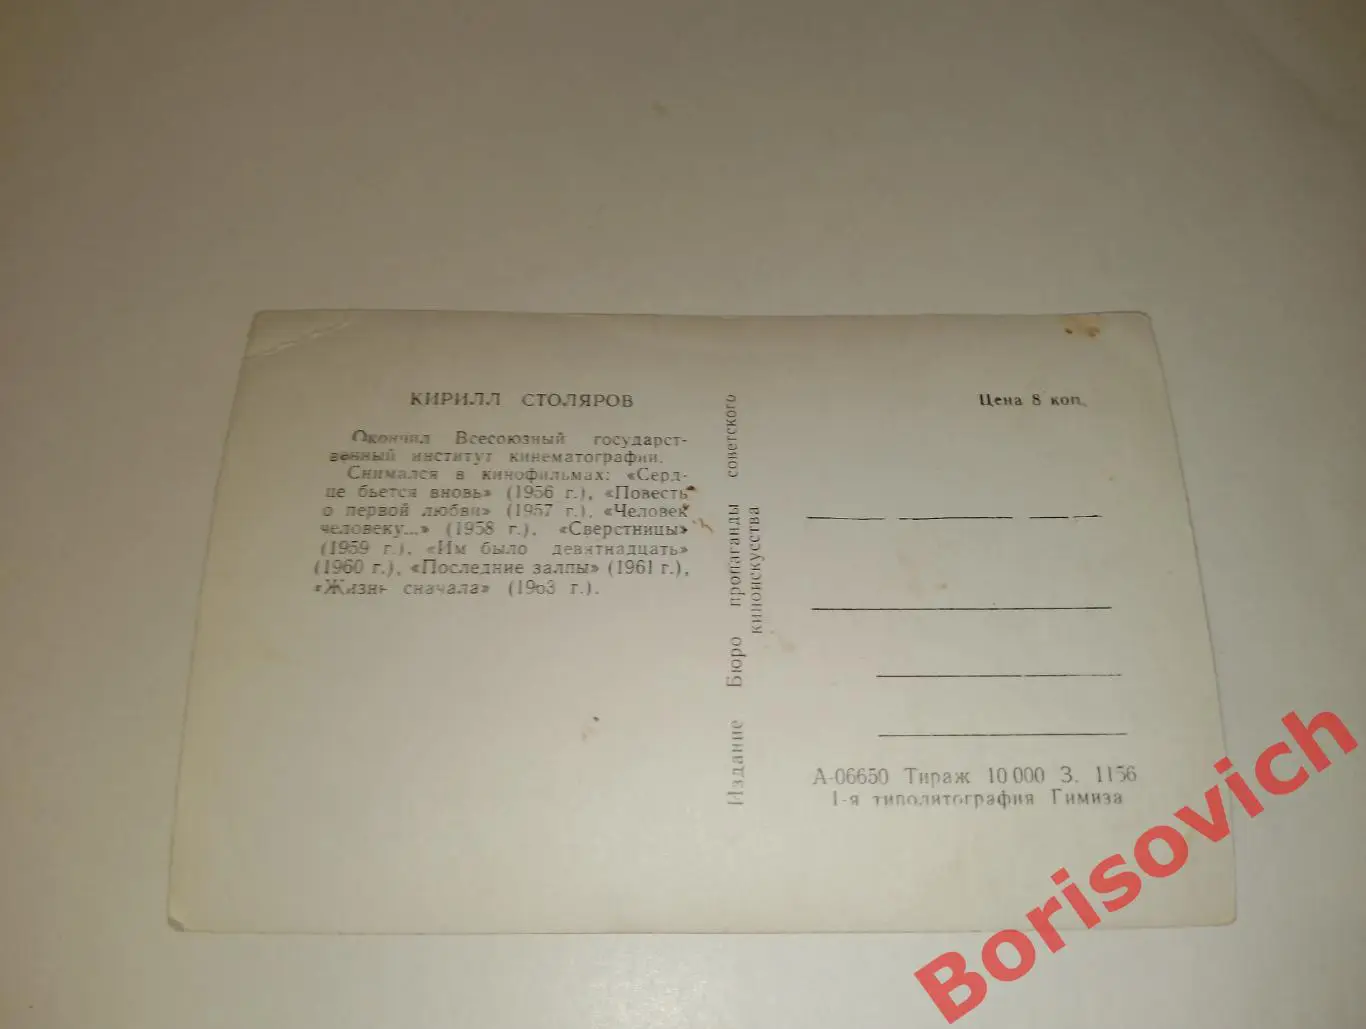 КИРИЛЛ СТОЛЯРОВ
Окончил Всесоюзный государст-
венный институт кинематографии.
Снимался в кинофильмах: «Серд-
це бьется вновь» (1956 г.), «Повесть
о первой любви» (1957 г.), «Человек
человеку...» (1958 г.), «Сверстницы»
(1959 г.), «Им было девятнадцать»
(1960 г.), «Последние залпы» (1961 г.),
«Жизнь сначала» (1963 г.).
Издание Бюро пропаганды советского
киноискусства
Цена 8 коп.
А-06650 Тираж 10 000 З. 1156
1-я типолитография Гимиза
Borisovich